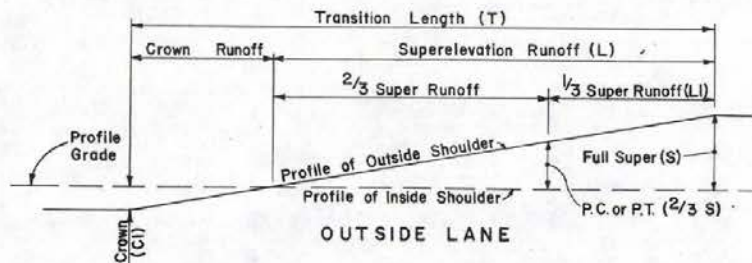 Transition Length (T)
Crown Runoff
Superelevation Runoff (L)
2/3 Super Runoff
1/3 Super Runoff (L1)
Profile Grade
Profile of Outside Shoulder
Full Super (S)
Profile of Inside Shoulder
P.C. or P.T. (2/3 S)
Crown (C1)
OUTSIDE LANE